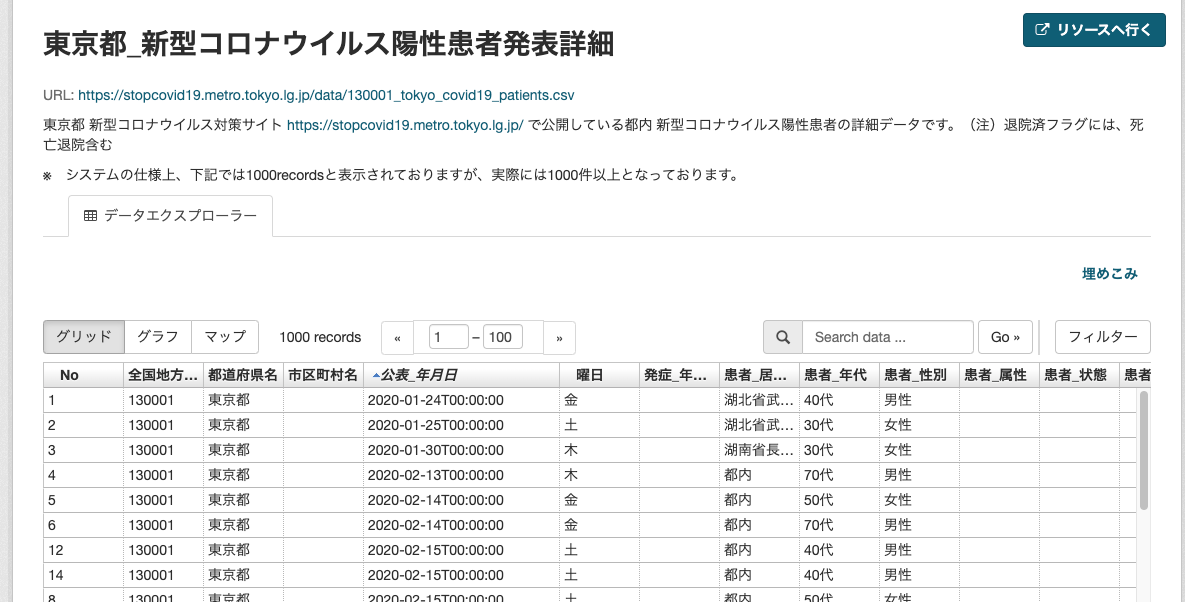 東京都_新型コロナウイルス陽性患者発表詳細
リソースへ行く
URL: https://stopcovid19.metro.tokyo.lg.jp/data/130001_tokyo_covid19_patients.csv
東京都 新型コロナウイルス対策サイト https://stopcovid19.metro.tokyo.lg.jp/ で公開している都内 新型コロナウイルス陽性患者の詳細データです。（注）退院済フラグには、死
亡退院含む
※ システムの仕様上、下記では1000recordsと表示されておりますが、実際には1000件以上となっております。
データエクスプローラー
埋めこみ
グリッド グラフ マップ 1000 records « 1 – 100 » Search data ... Go » フィルター
No 全国地方... 都道府県名 市区町村名 公表_年月日 曜日 発症_年... 患者_居... 患者_年代 患者_性別 患者_属性 患者_状態 患者
1 130001 東京都 2020-01-24T00:00:00 金 湖北省武... 40代 男性
2 130001 東京都 2020-01-25T00:00:00 土 湖北省武... 30代 女性
3 130001 東京都 2020-01-30T00:00:00 木 湖南省長... 30代 女性
4 130001 東京都 2020-02-13T00:00:00 木 都内 70代 男性
5 130001 東京都 2020-02-14T00:00:00 金 都内 50代 女性
6 130001 東京都 2020-02-14T00:00:00 金 都内 70代 男性
12 130001 東京都 2020-02-15T00:00:00 土 都内 40代 男性
14 130001 東京都 2020-02-15T00:00:00 土 都内 40代 男性
8 130001 東京都 2020-02-15T00:00:00 土 都内 50代 女性